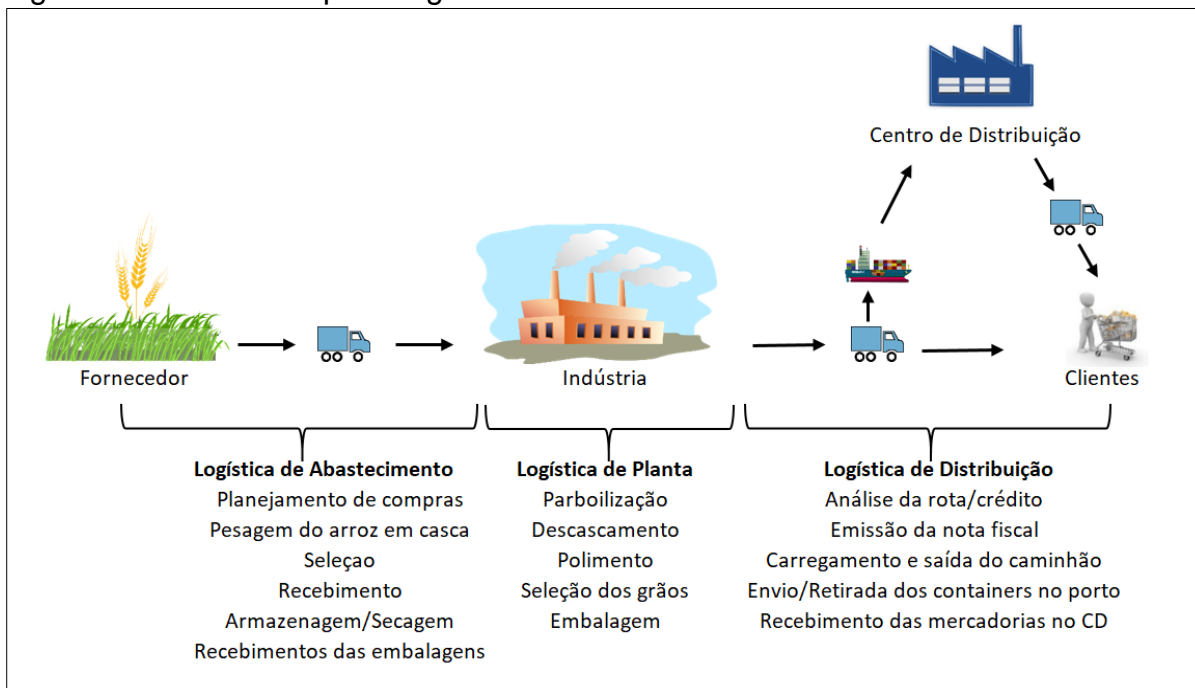 Centro de Distribuição
Fornecedor
Indústria
Clientes
Logística de Abastecimento
Planejamento de compras
Pesagem do arroz em casca
Seleçao
Recebimento
Armazenagem/Secagem
Recebimentos das embalagens
Logística de Planta
Parboilização
Descascamento
Polimento
Seleção dos grãos
Embalagem
Logística de Distribuição
Análise da rota/crédito
Emissão da nota fiscal
Carregamento e saída do caminhão
Envio/Retirada dos containers no porto
Recebimento das mercadorias no CD